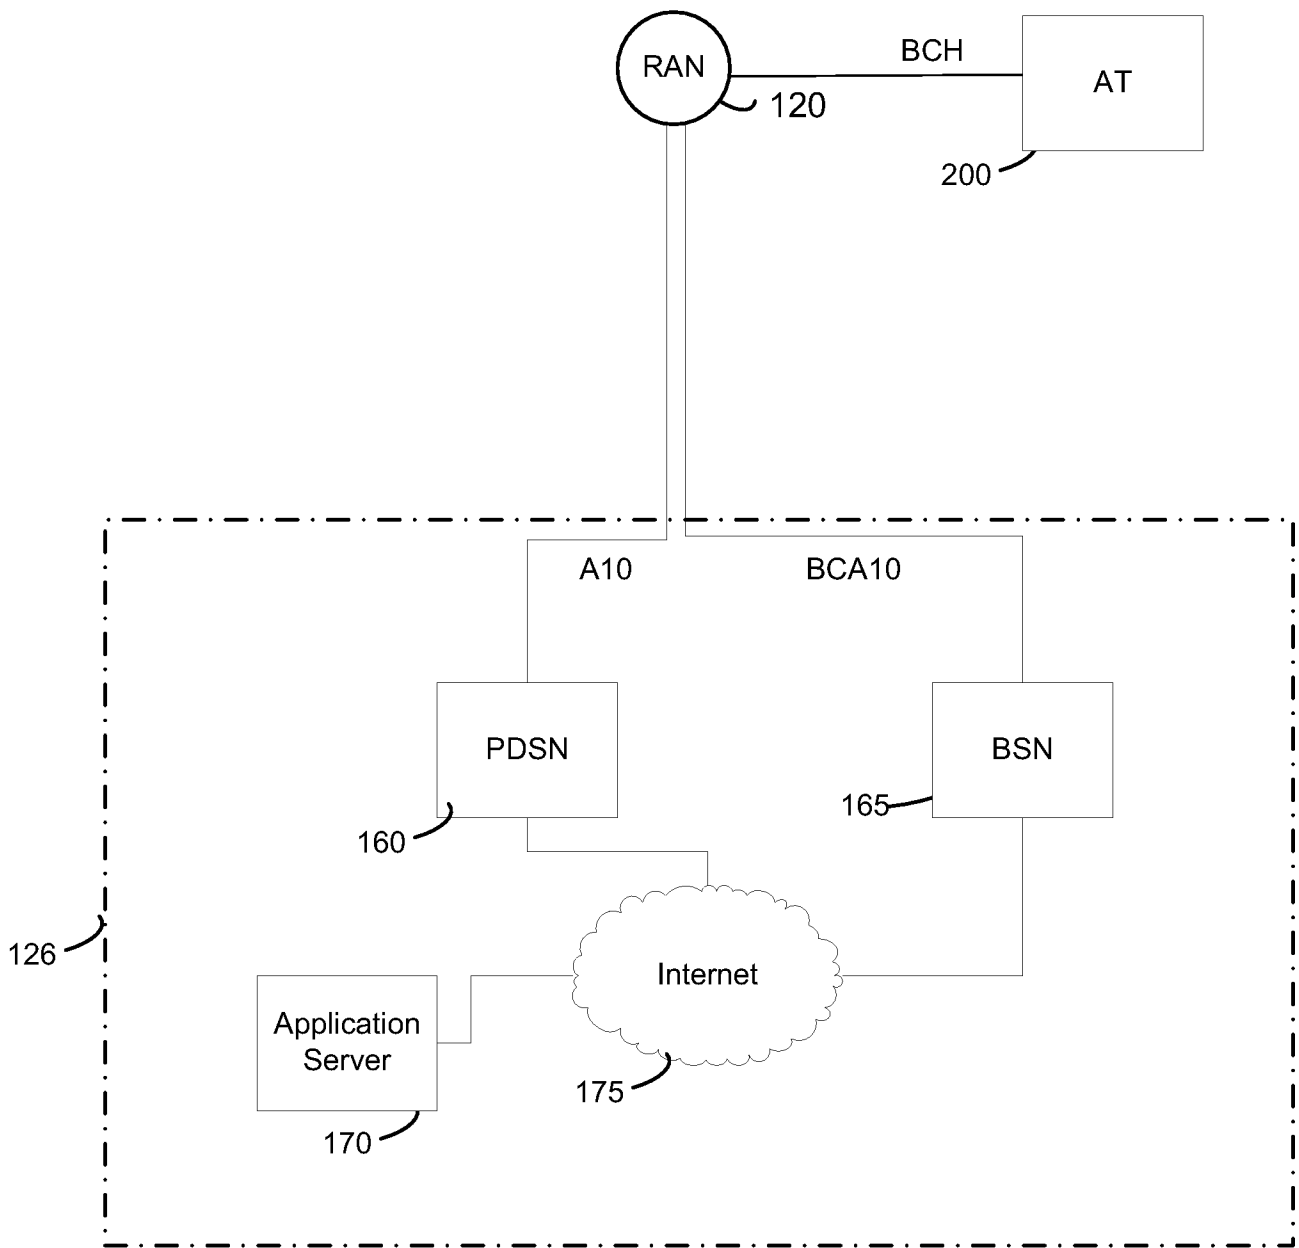 RAN
BCH
AT
120
200
A10
BCA10
PDSN
BSN
165
160
126
Internet
Application
Server
175
170